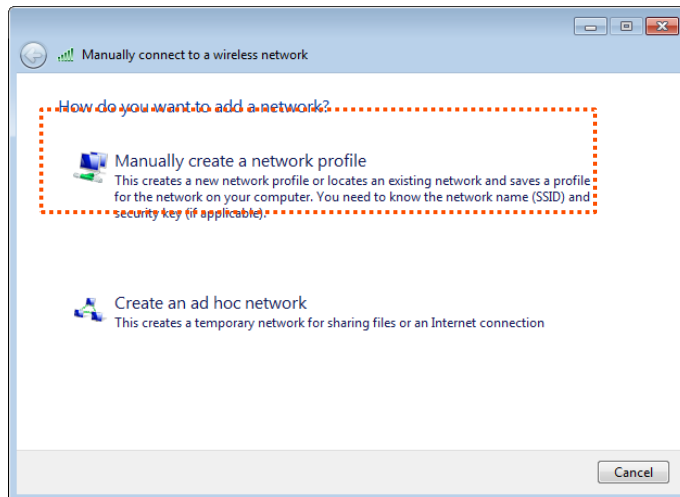 Manually connect to a wireless network
How do you want to add a network?
Manually create a network profile
This creates a new network profile or locates an existing network and saves a profile
for the network on your computer. You need to know the network name (SSID) and
security key (if applicable).
Create an ad hoc network
This creates a temporary network for sharing files or an Internet connection
Cancel